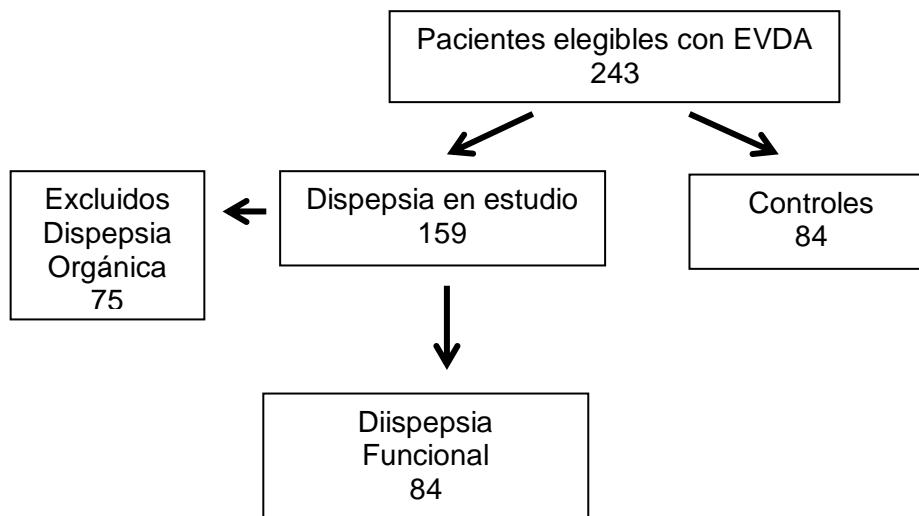 Pacientes elegibles con EVDA
243
Excluidos
Dispepsia
Orgánica
75
Dispepsia en estudio
159
Controles
84
Diispepsia
Funcional
84